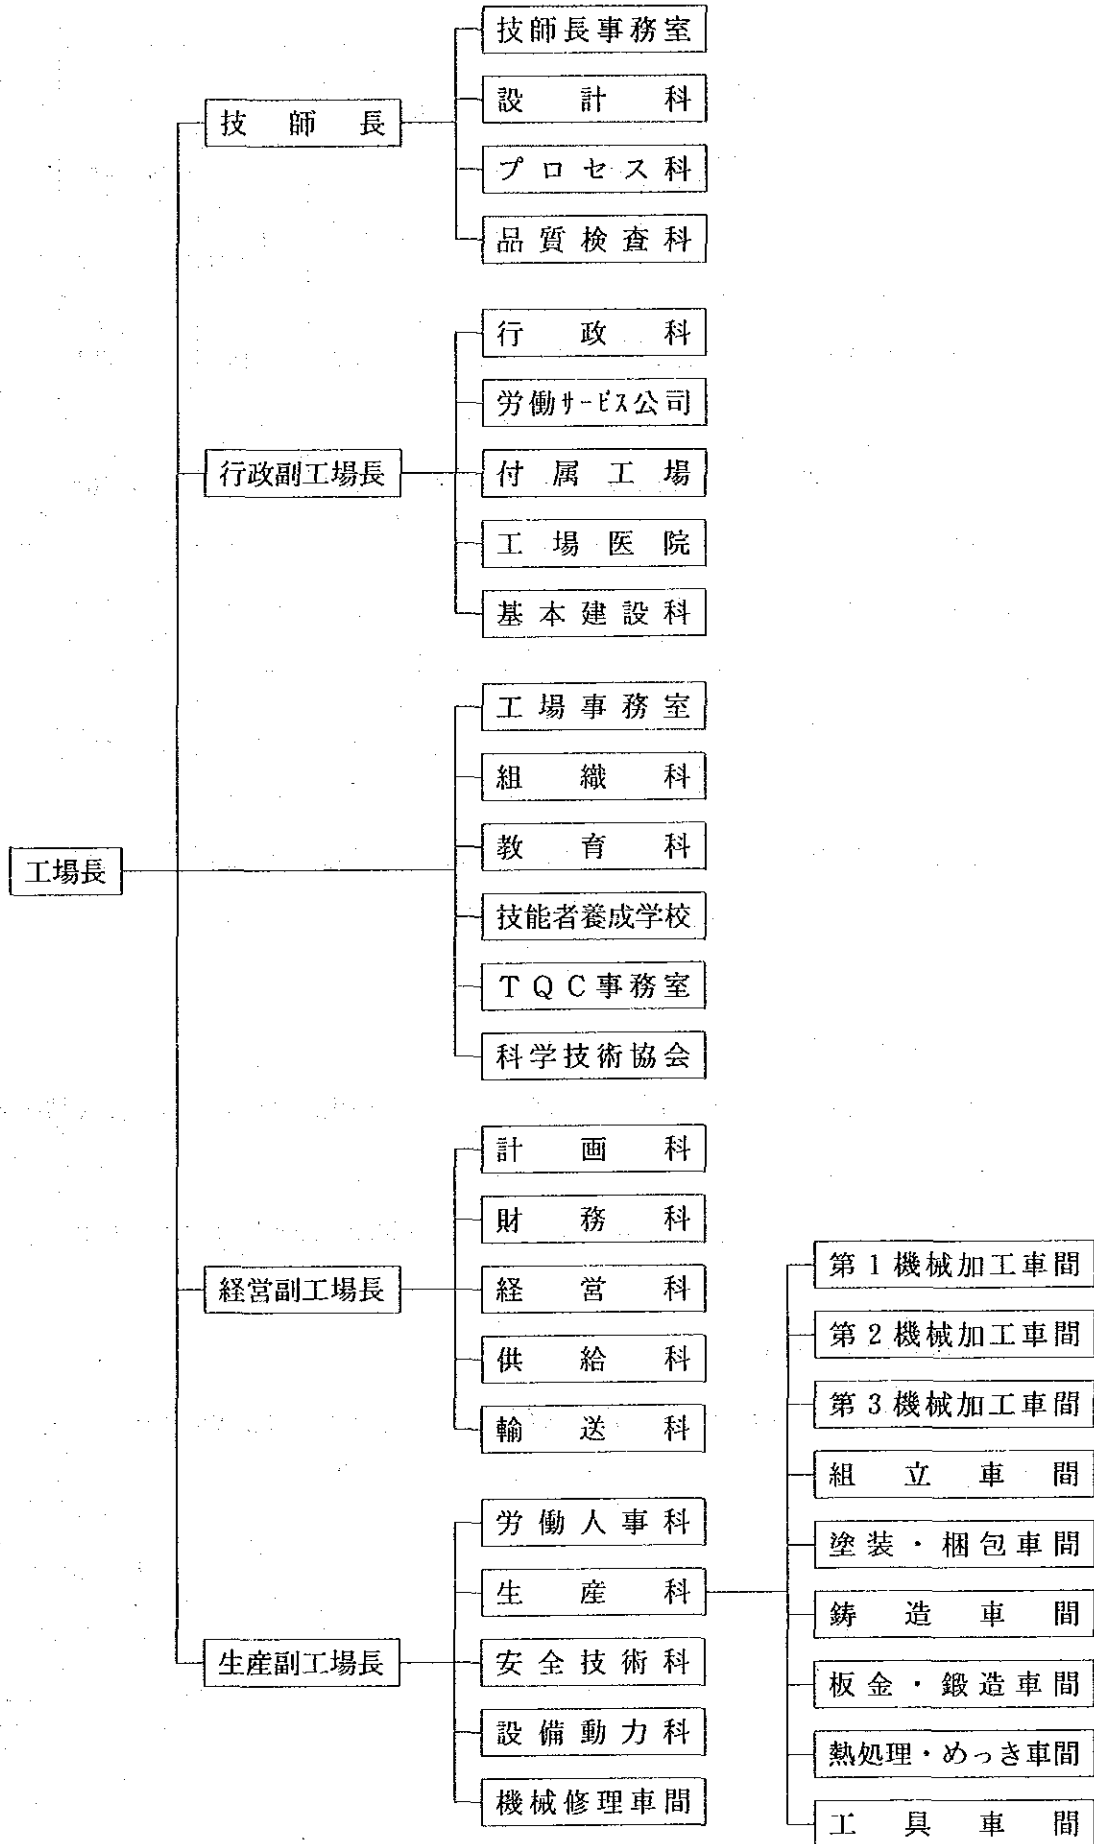 技師長事務室
設計科
技師長
プロセス科
品質検査科
行政科
労働サービス公司
行政副工場長
付属工場
工場医院
基本建設科
工場事務室
組織科
教育科
工場長
技能者養成学校
TQC事務室
科学技術協会
計画科
財務科
経営副工場長
経営科
供給科
輸送科
第1機械加工車間
第2機械加工車間
第3機械加工車間
組立車間
労働人事科
塗装・梱包車間
生産科
鋳造車間
生産副工場長
安全技術科
板金・鍛造車間
設備動力科
熱処理・めっき車間
機械修理車間
工具車間